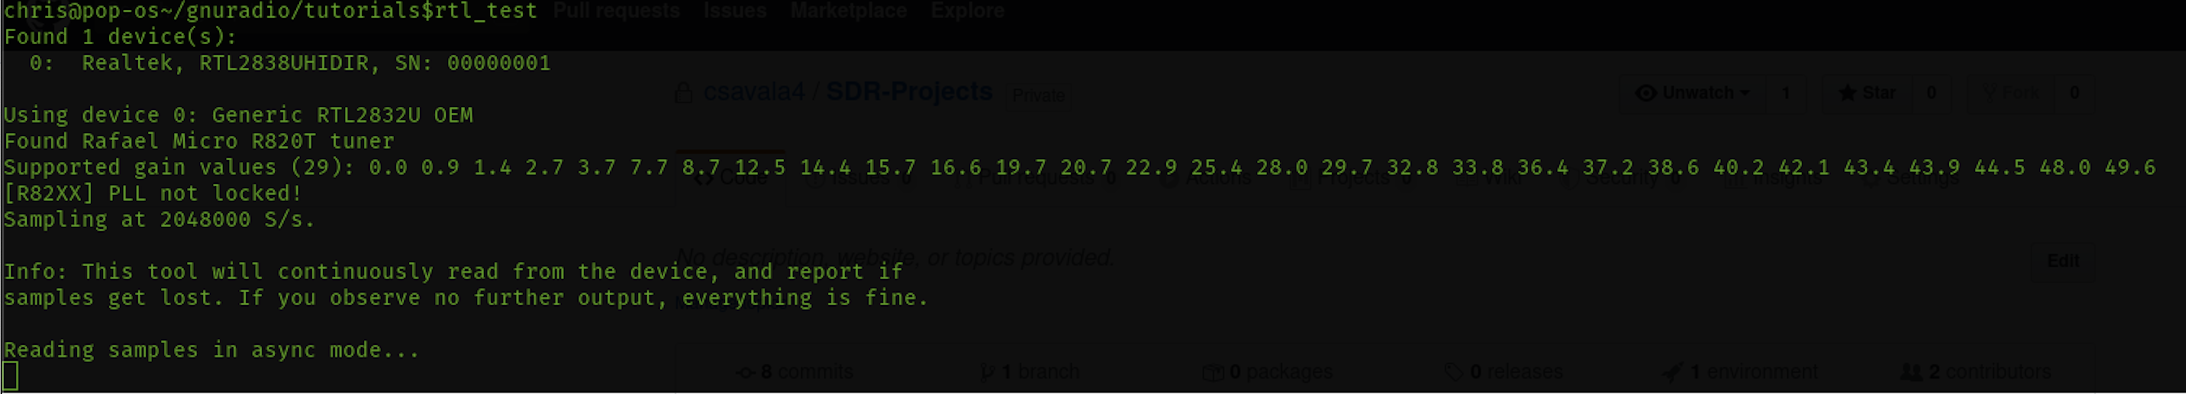 chris@pop-os~/gnuradio/tutorials$rtl_test
Pull requests Issues Marketplace Explore
Found 1 device(s):
0: Realtek, RTL2838UHIDIR, SN: 00000001
csavala4 / SDR-Projects Private
Unwatch 1 Star 0 Fork 0
Using device 0: Generic RTL2832U OEM
Found Rafael Micro R820T tuner
Supported gain values (29): 0.0 0.9 1.4 2.7 3.7 7.7 8.7 12.5 14.4 15.7 16.6 19.7 20.7 22.9 25.4 28.0 29.7 32.8 33.8 36.4 37.2 38.6 40.2 42.1 43.4 43.9 44.5 48.0 49.6
<> Code Issues 0 Pull requests 0 Actions Projects 0 Wiki Security 0 Insights Settings
[R82XX] PLL not locked!
Sampling at 2048000 S/s.
No description, website, or topics provided.
Edit
Info: This tool will continuously read from the device, and report if
samples get lost. If you observe no further output, everything is fine.
Reading samples in async mode...
8 commits 1 branch 0 packages 0 releases 1 environment 2 contributors